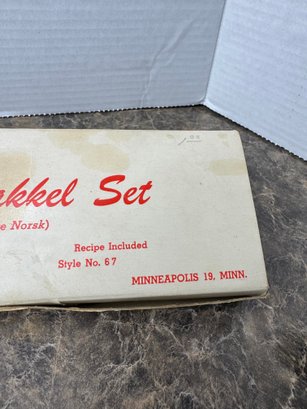 akkel Set
e Norsk)
Recipe Included
Style No. 67
MINNEAPOLIS 19, MINN.